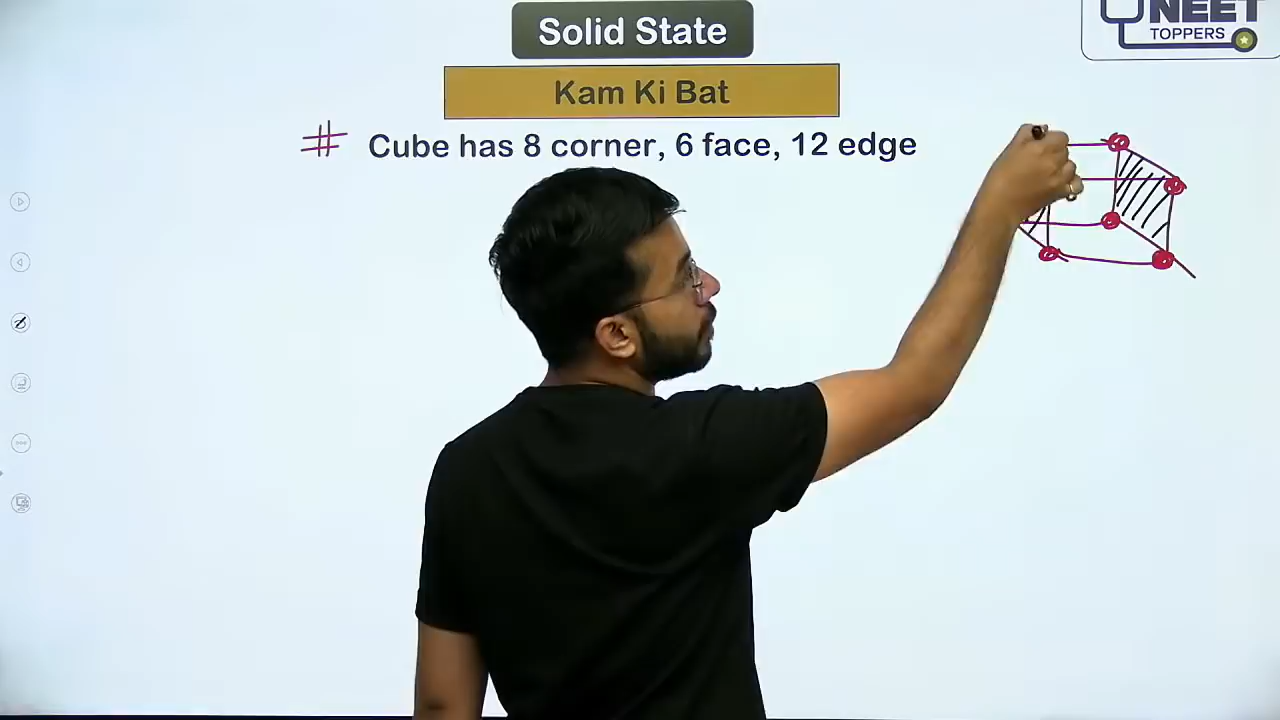 NEET
TOPPERS
Solid State
Kam Ki Bat
# Cube has 8 corner, 6 face, 12 edge